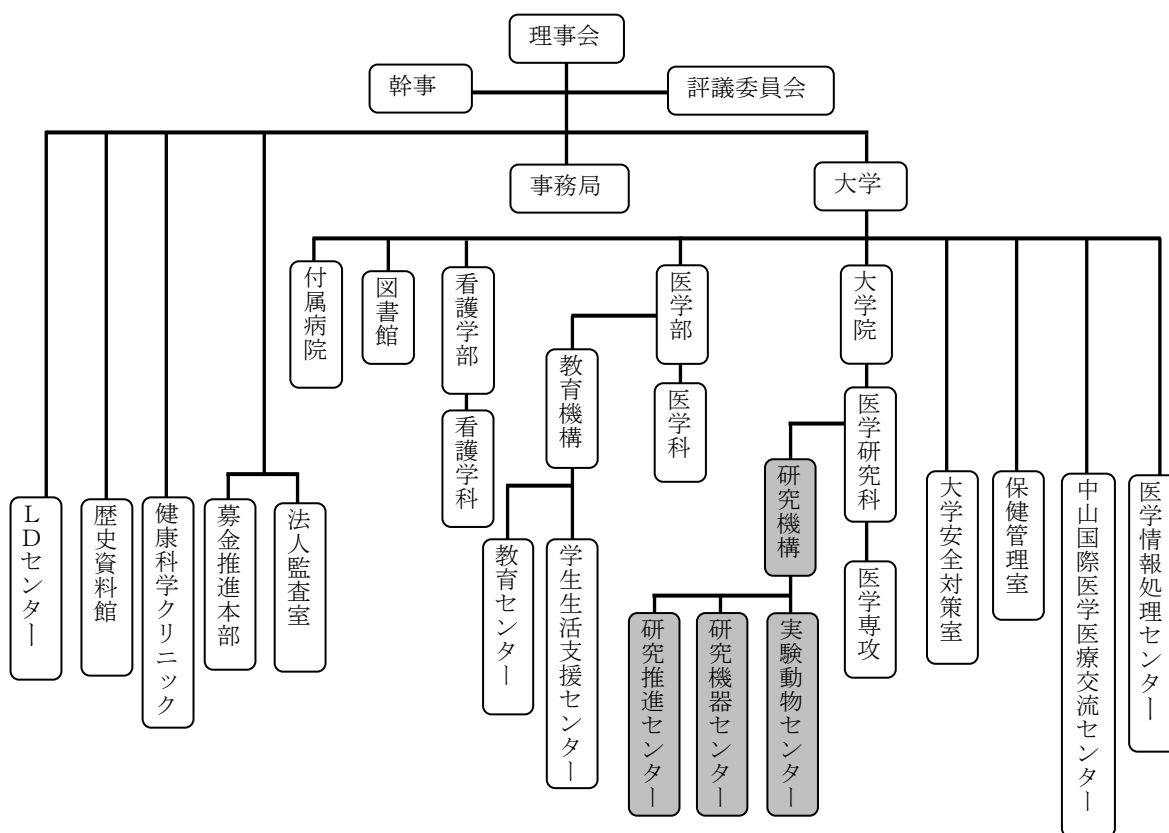 理事会
幹事
評議委員会
事務局
大学
付属病院
図書館
看護学部
医学部
大学院
教育機構
医学科
看護学科
医学研究科
研究機構
LDセンター
歴史資料館
健康科学クリニック
募金推進本部
法人監査室
教育センター
学生生活支援センター
医学専攻
大学安全対策室
保健管理室
中山国際医学医療交流センター
医学情報処理センター
研究推進センター
研究機器センター
実験動物センター